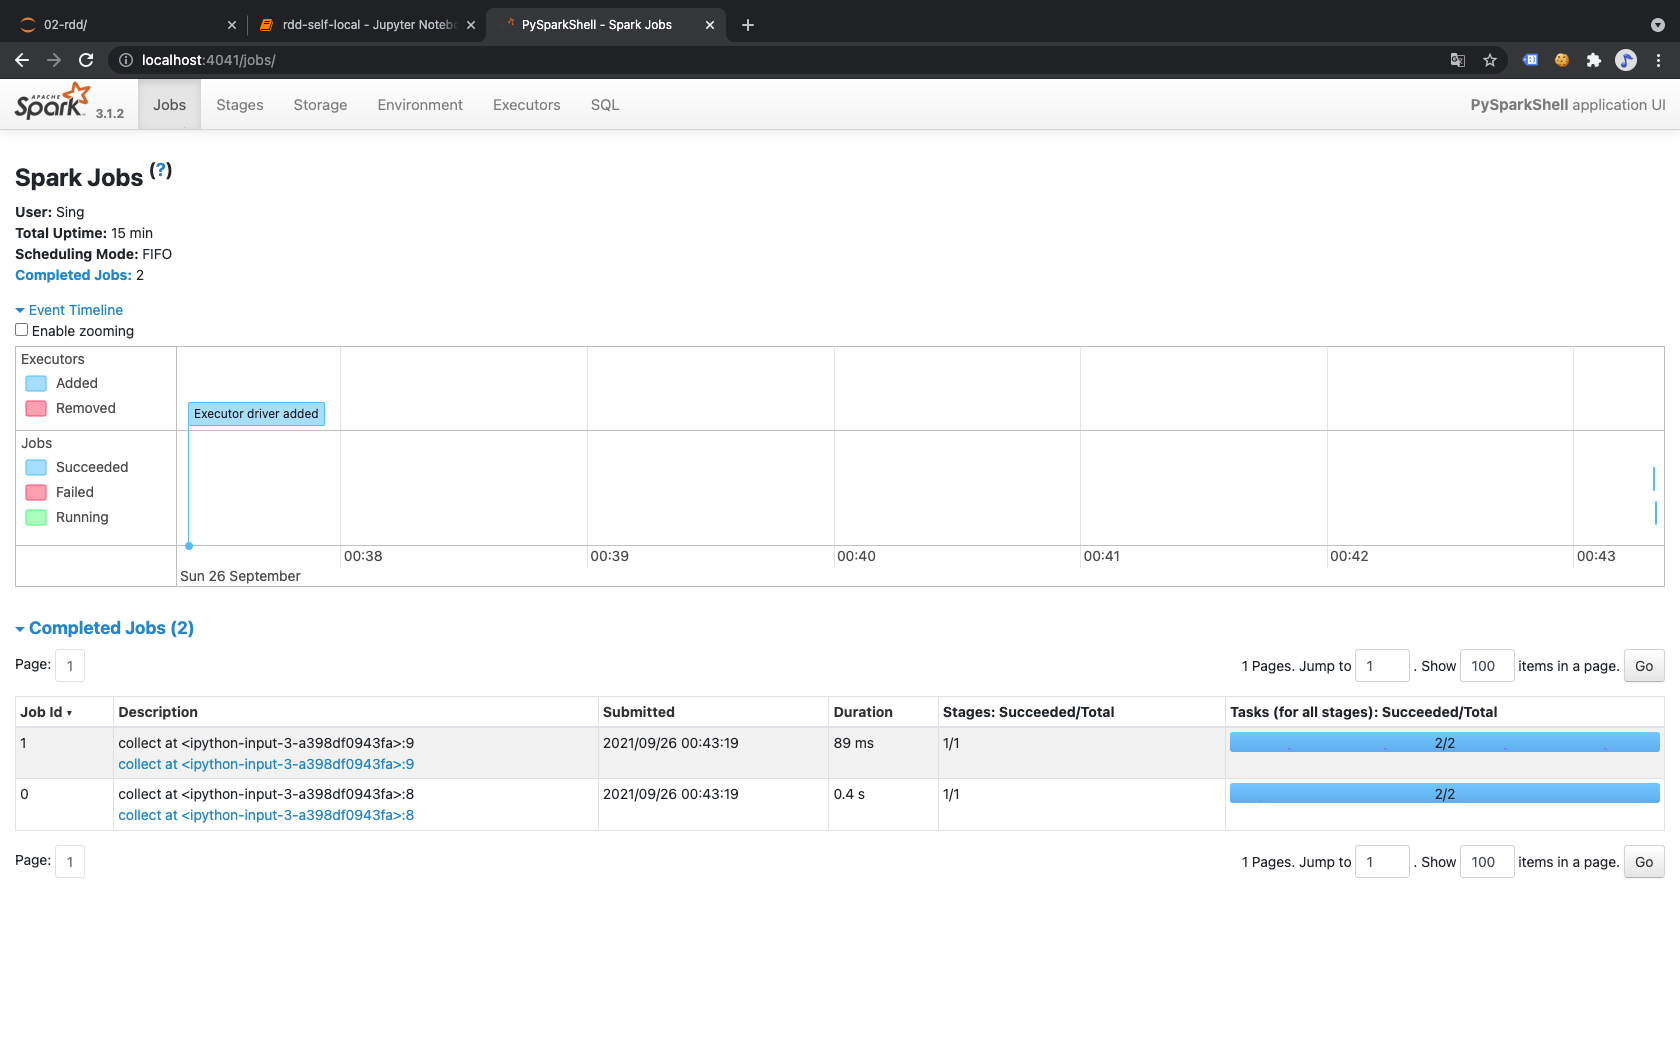 02-rdd/
rdd-self-local - Jupyter Noteb
PySparkShell - Spark Jobs
localhost:4041/jobs/
APACHE
Spark 3.1.2
Jobs Stages Storage Environment Executors SQL
PySparkShell application UI
Spark Jobs (?)
User: Sing
Total Uptime: 15 min
Scheduling Mode: FIFO
Completed Jobs: 2
Event Timeline
Enable zooming
Executors
Added
Removed
Executor driver added
Jobs
Succeeded
Failed
Running
00:38 00:39 00:40 00:41 00:42 00:43
Sun 26 September
Completed Jobs (2)
Page: 1
1 Pages. Jump to 1 . Show 100 items in a page. Go
Job Id ▾ Description Submitted Duration Stages: Succeeded/Total Tasks (for all stages): Succeeded/Total
1 collect at <ipython-input-3-a398df0943fa>:9 2021/09/26 00:43:19 89 ms 1/1 2/2
collect at <ipython-input-3-a398df0943fa>:9
0 collect at <ipython-input-3-a398df0943fa>:8 2021/09/26 00:43:19 0.4 s 1/1 2/2
collect at <ipython-input-3-a398df0943fa>:8
Page: 1
1 Pages. Jump to 1 . Show 100 items in a page. Go